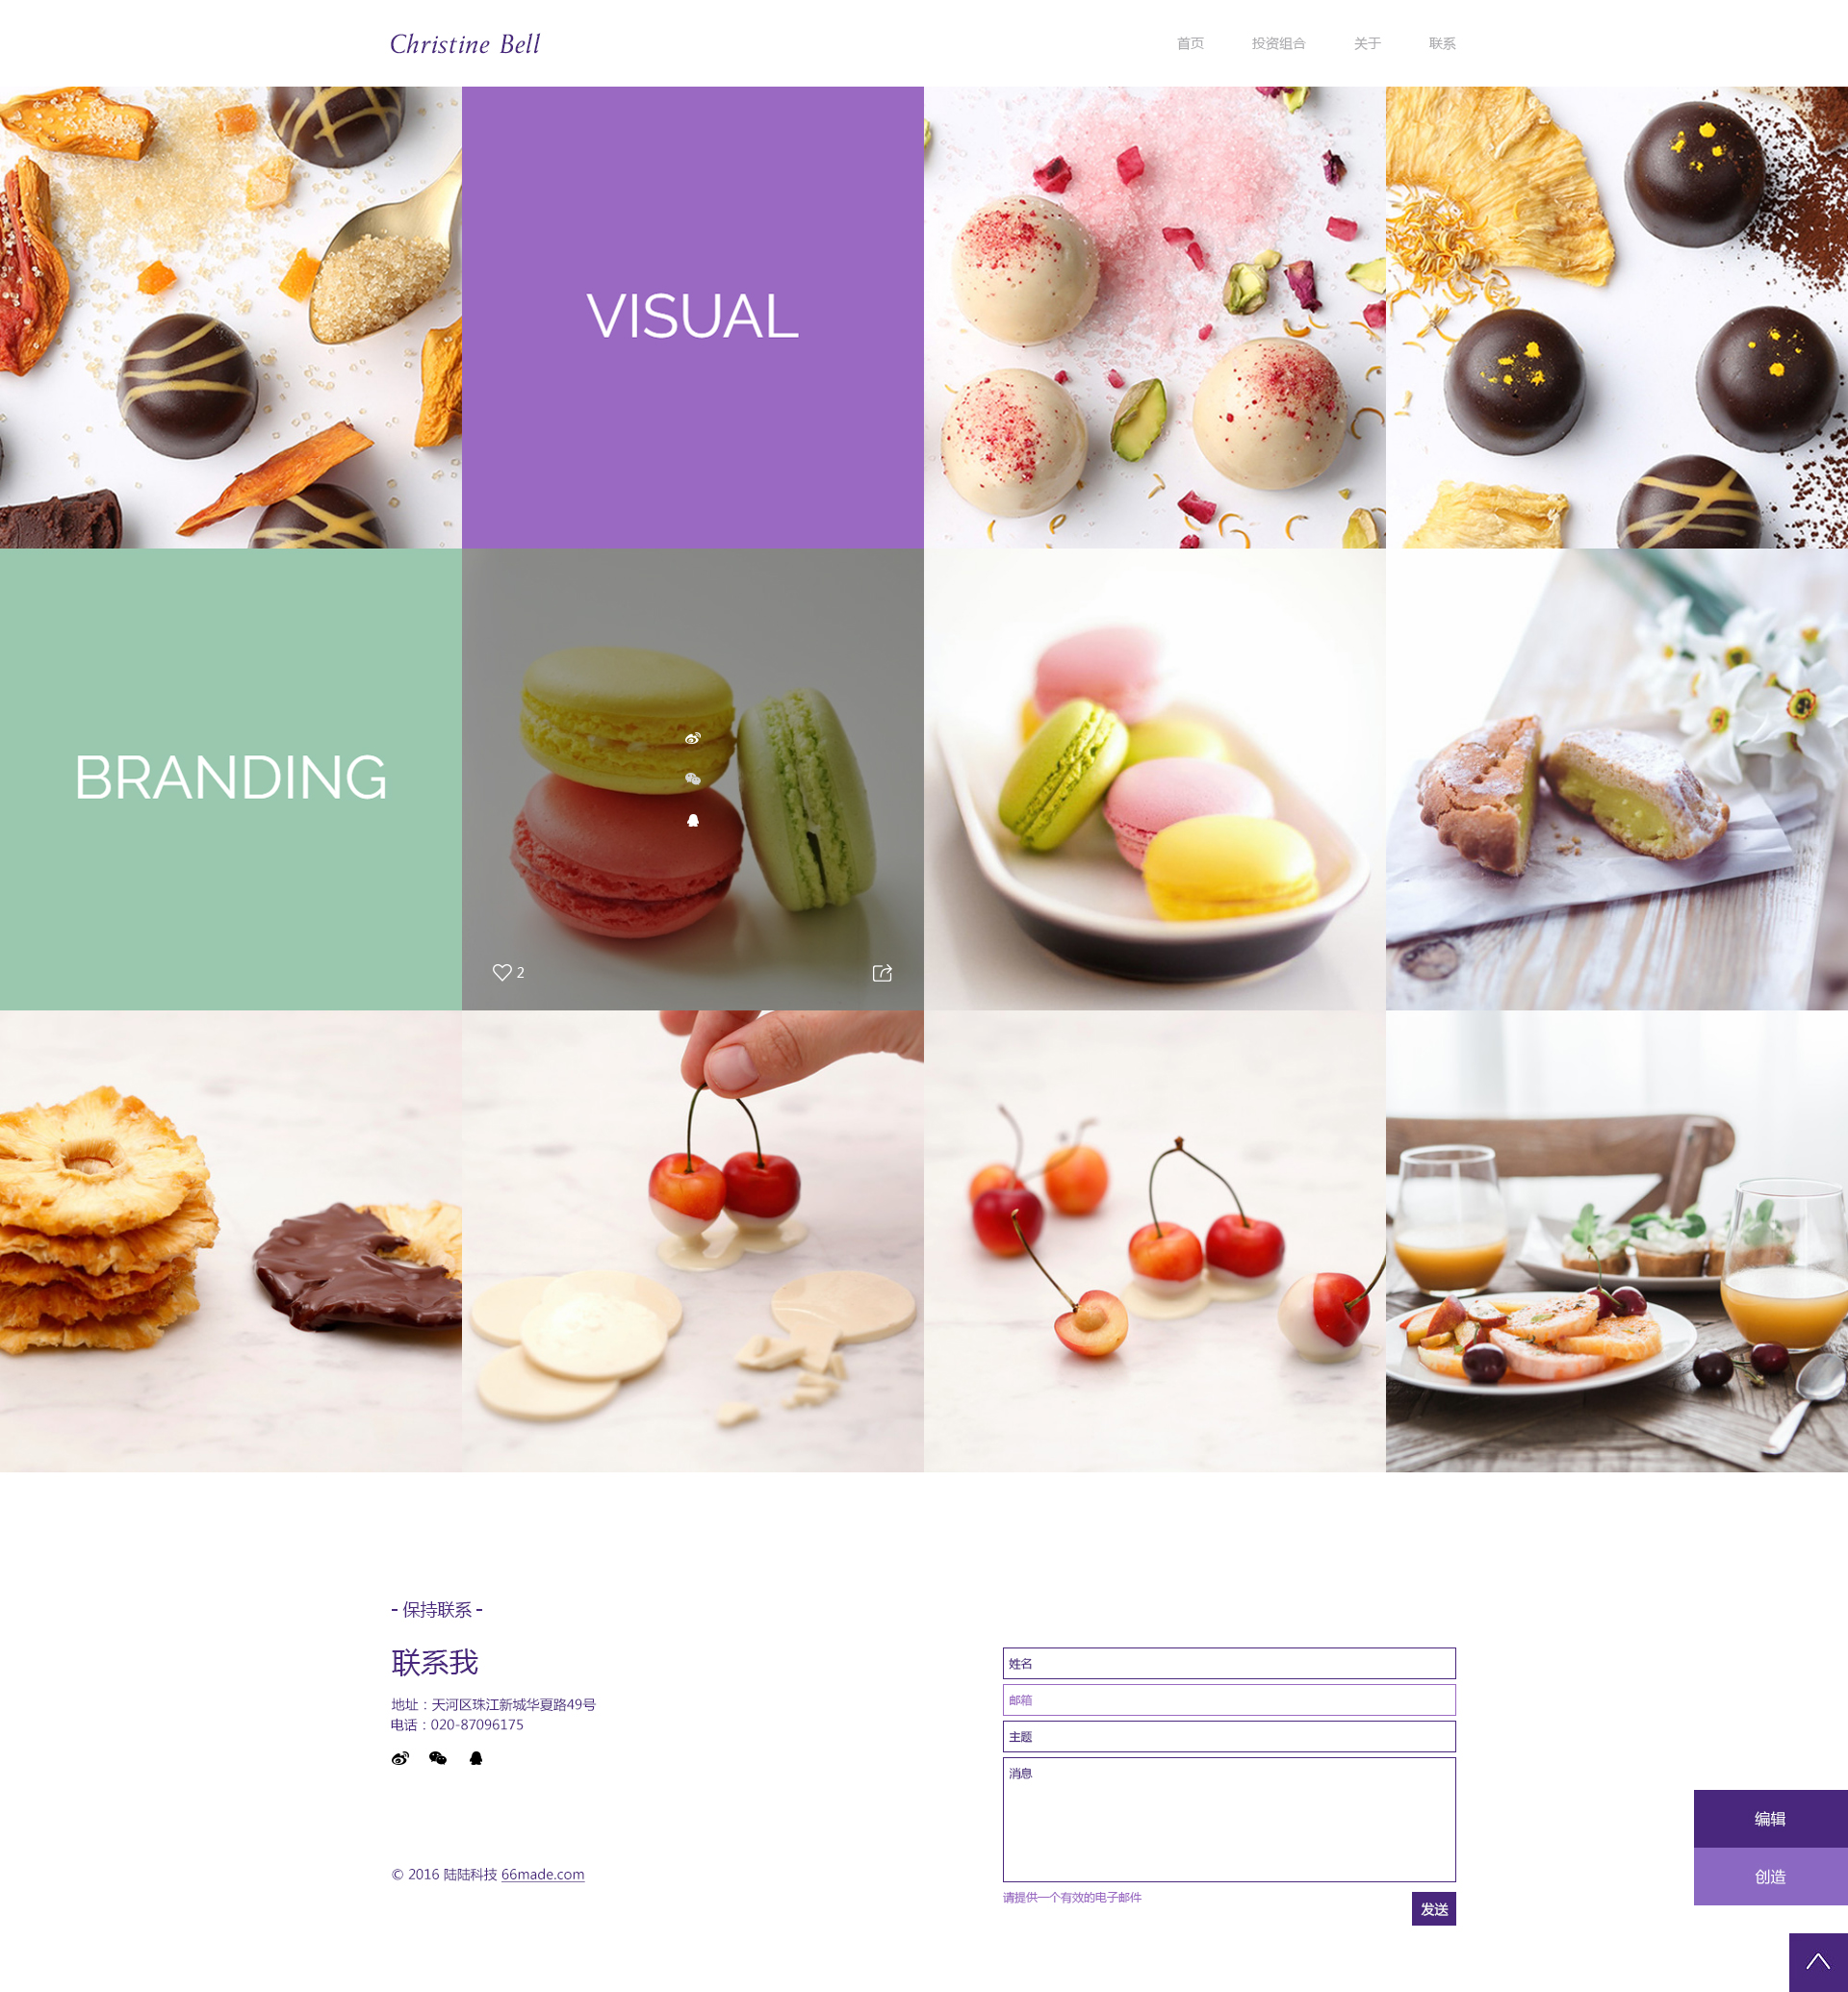 Christine Bell
首页 投资组合 关于 联系
VISUAL
BRANDING
2
- 保持联系 -
联系我
地址：天河区珠江新城华夏路49号
电话：020-87096175
© 2016 陆陆科技 66made.com
姓名
邮箱
主题
消息
请提供一个有效的电子邮件
发送
编辑
创造